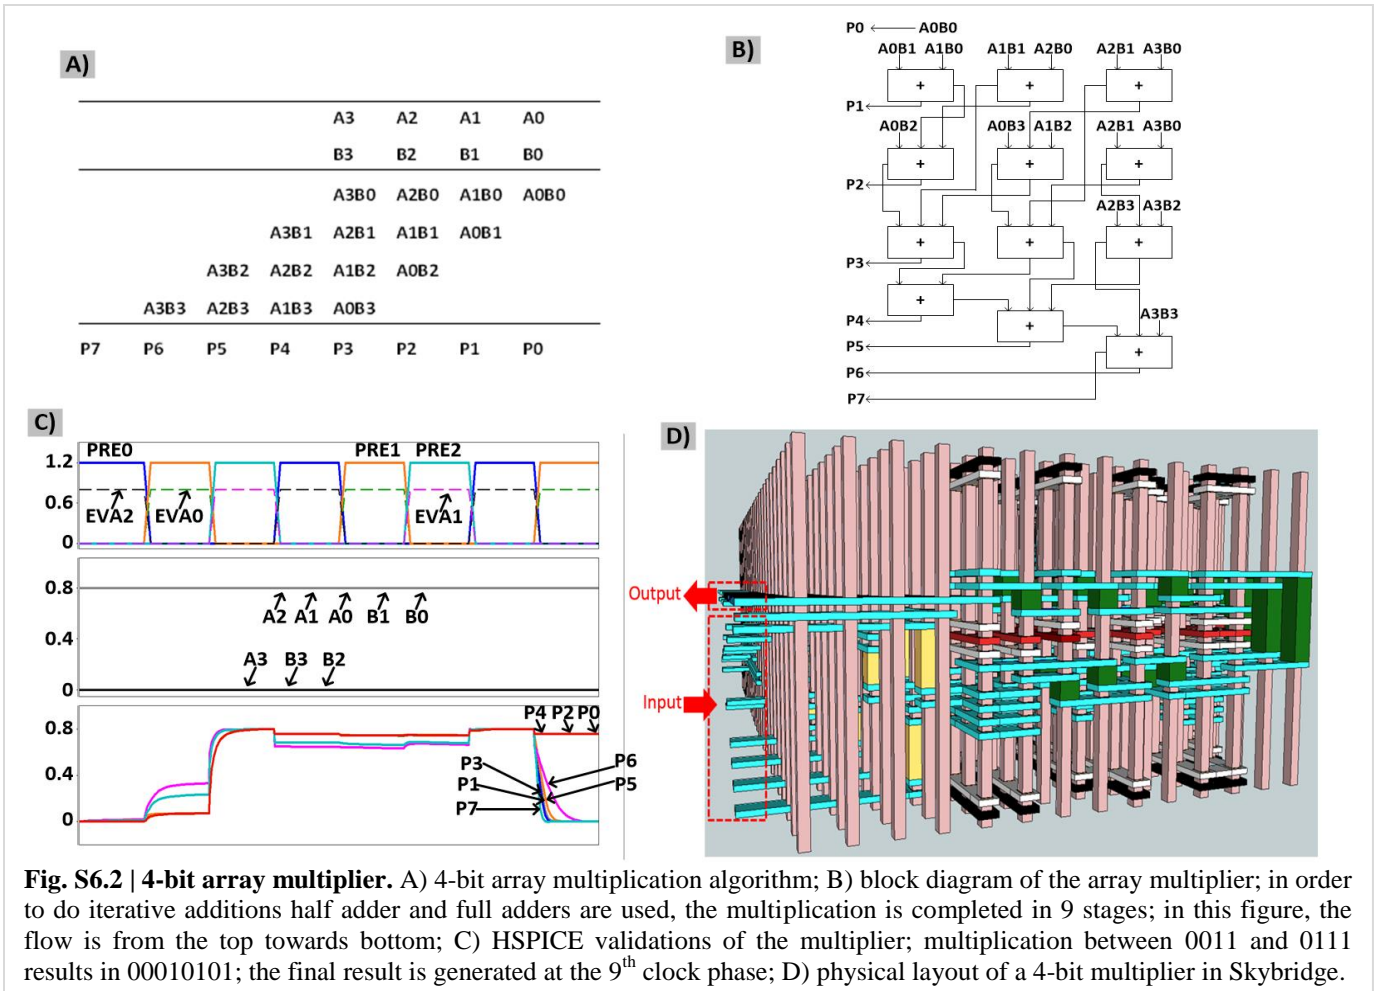 A)
A3 A2 A1 A0
B3 B2 B1 B0
A3B0 A2B0 A1B0 A0B0
A3B1 A2B1 A1B1 A0B1
A3B2 A2B2 A1B2 A0B2
A3B3 A2B3 A1B3 A0B3
P7 P6 P5 P4 P3 P2 P1 P0
B)
P0 A0B0
A0B1 A1B0 A1B1 A2B0 A2B1 A3B0
+ + +
P1
A0B2 A0B3 A1B2 A2B1 A3B0
+ + +
P2
A2B3 A3B2
+ + +
P3
+
A3B3
P4
+
P5
+
P6
P7
C)
PRE0 PRE1 PRE2
1.2
0.6
EVA2 EVA0 EVA1
0
0.8
A2 A1 A0 B1 B0
0.4
A3 B3 B2
0
P4 P2 P0
0.8
P3 P6
0.4
P1 P5
P7
0
D)
Output
Input
Fig. S6.2 | 4-bit array multiplier. A) 4-bit array multiplication algorithm; B) block diagram of the array multiplier; in order
to do iterative additions half adder and full adders are used, the multiplication is completed in 9 stages; in this figure, the
flow is from the top towards bottom; C) HSPICE validations of the multiplier; multiplication between 0011 and 0111
results in 00010101; the final result is generated at the 9th clock phase; D) physical layout of a 4-bit multiplier in Skybridge.